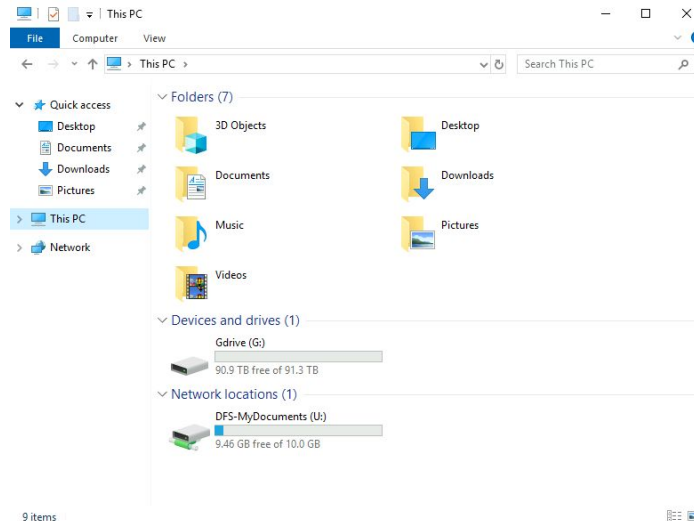 This PC
File Computer View
This PC
Search This PC
Quick access
Desktop
Documents
Downloads
Pictures
This PC
Network
Folders (7)
3D Objects
Desktop
Documents
Downloads
Music
Pictures
Videos
Devices and drives (1)
Gdrive (G:)
90.9 TB free of 91.3 TB
Network locations (1)
DFS-MyDocuments (U:)
9.46 GB free of 10.0 GB
9 items